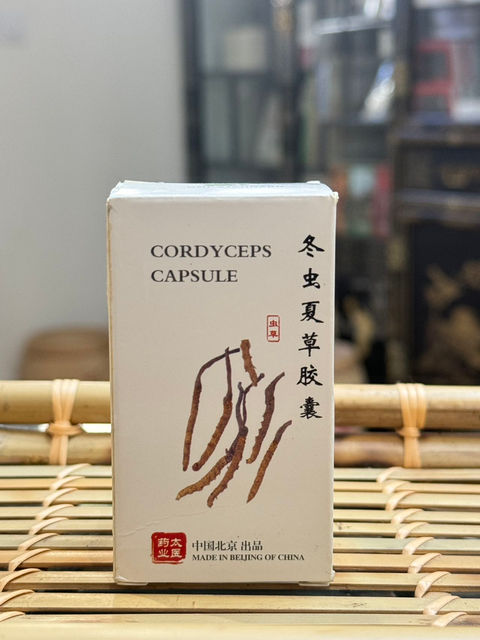 CORDYCEPS
CAPSULE
冬虫夏草胶囊
虫草
太医
药业
中国北京 出品
MADE IN BEIJING OF CHINA